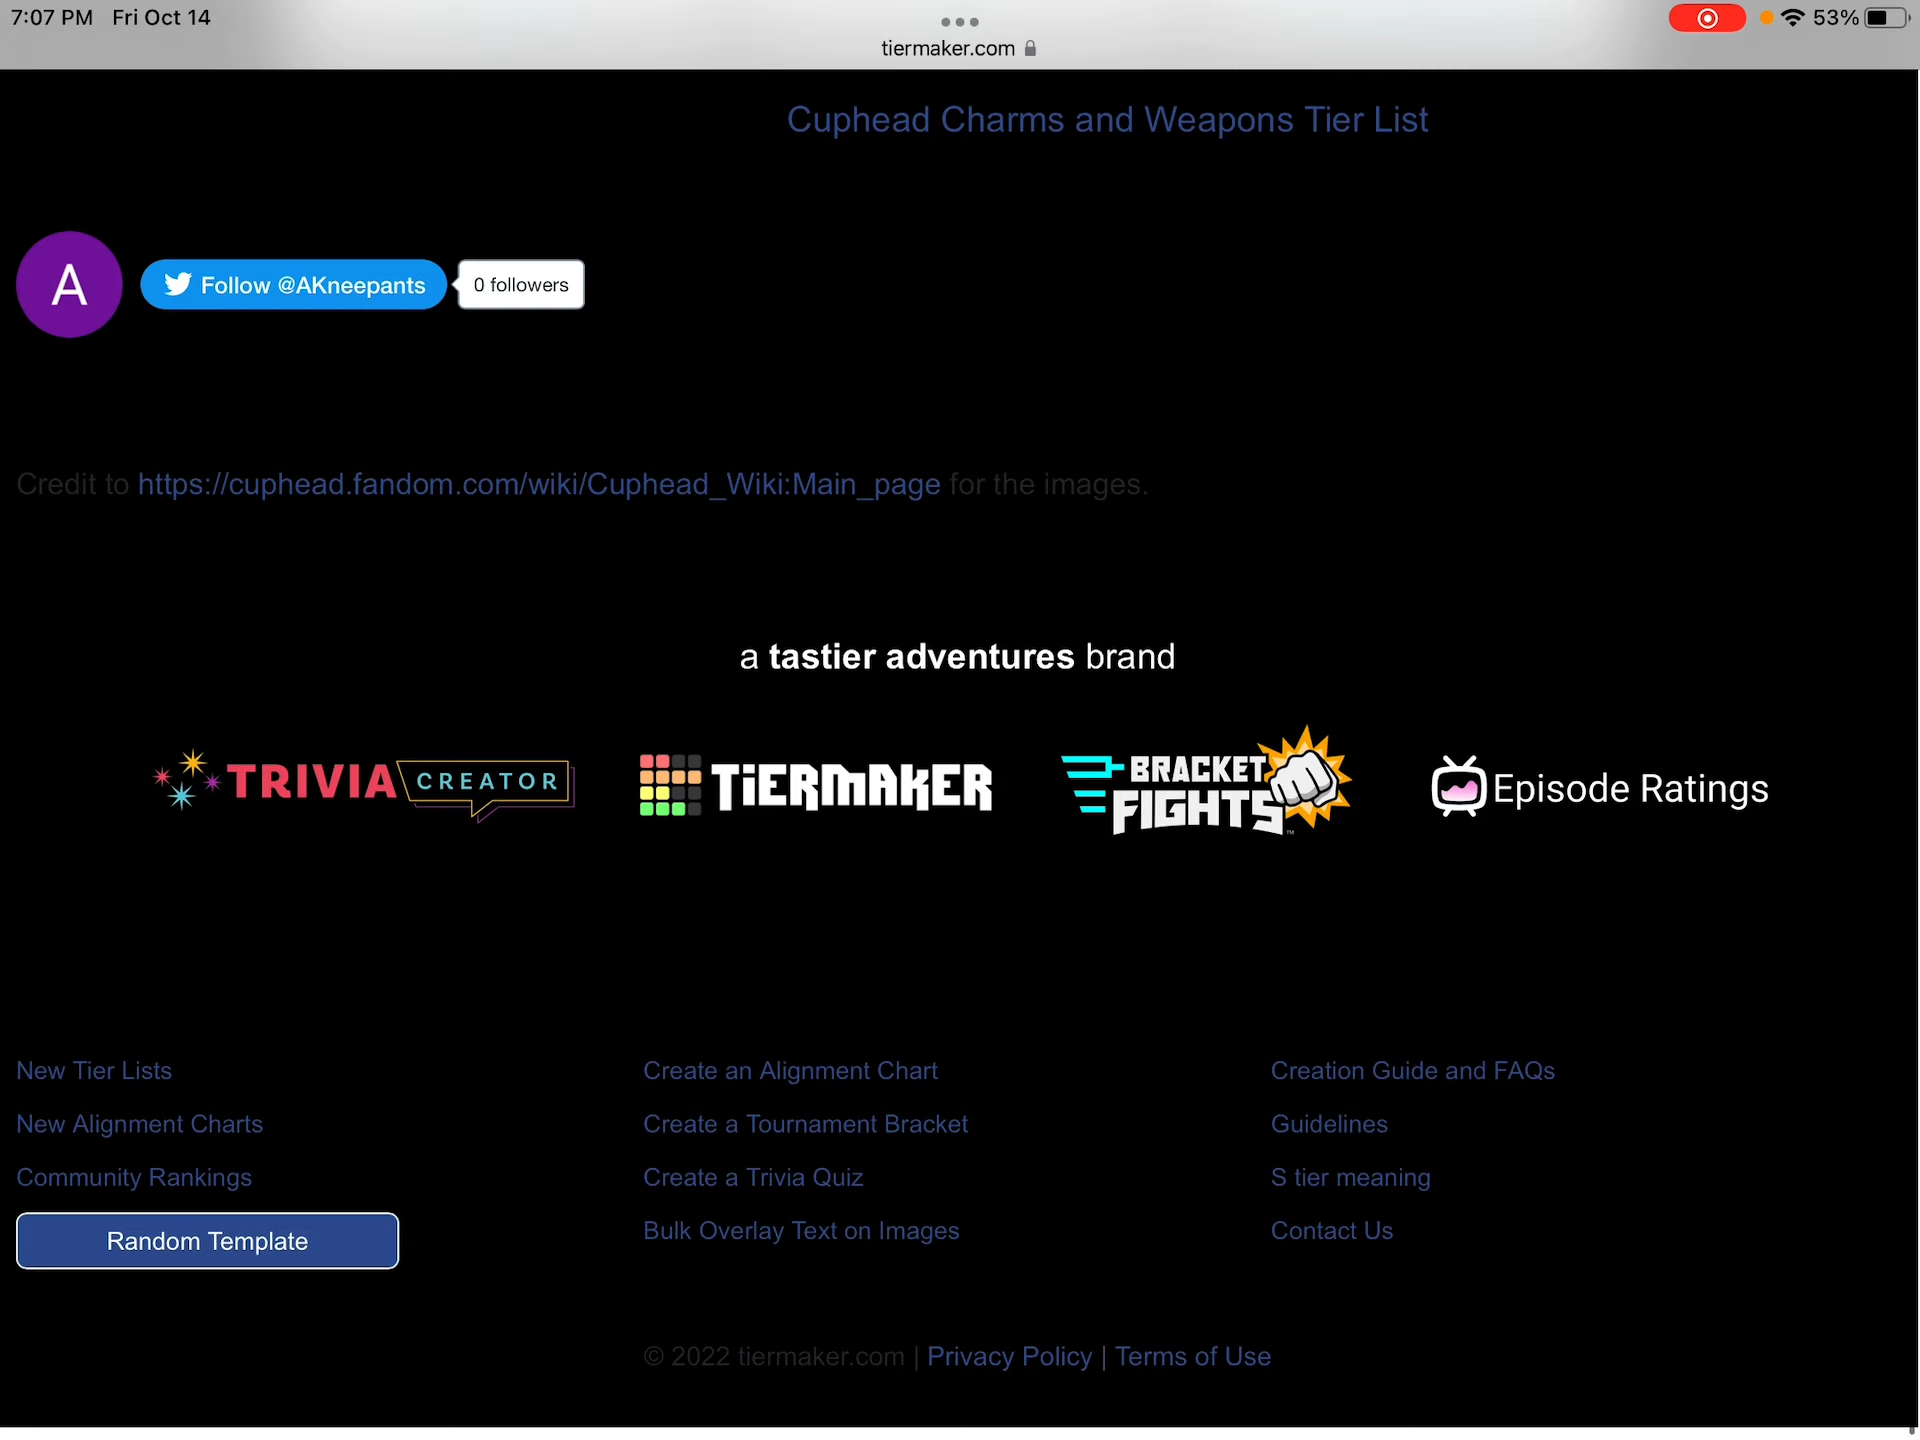 7:07 PM Fri Oct 14
53%
tiermaker.com
Cuphead Charms and Weapons Tier List
A
Follow @AKneepants
0 followers
Credit to https://cuphead.fandom.com/wiki/Cuphead_Wiki:Main_page for the images.
a tastier adventures brand
TRIVIA CREATOR
TiERMAKER
BRACKET
FIGHTS™
Episode Ratings
New Tier Lists
New Alignment Charts
Community Rankings
Random Template
Create an Alignment Chart
Create a Tournament Bracket
Create a Trivia Quiz
Bulk Overlay Text on Images
Creation Guide and FAQs
Guidelines
S tier meaning
Contact Us
© 2022 tiermaker.com | Privacy Policy | Terms of Use